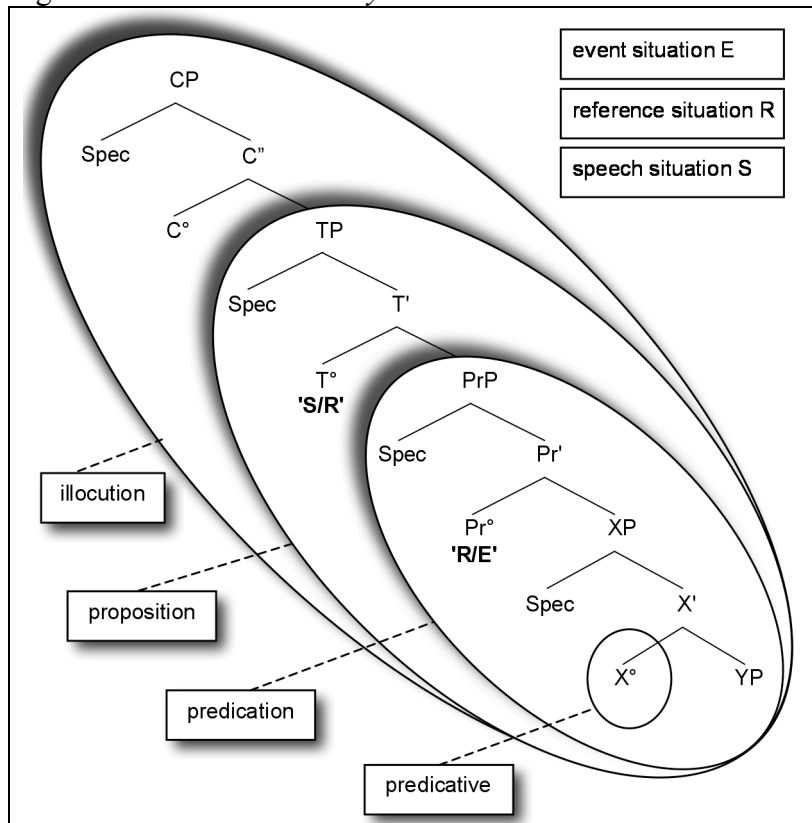 CP
event situation E
reference situation R
Spec
C”
speech situation S
C°
TP
Spec
T'
T°
PrP
'S/R'
Spec
Pr'
illocution
Pr°
XP
'R/E'
Spec
X'
proposition
X°
YP
predication
predicative